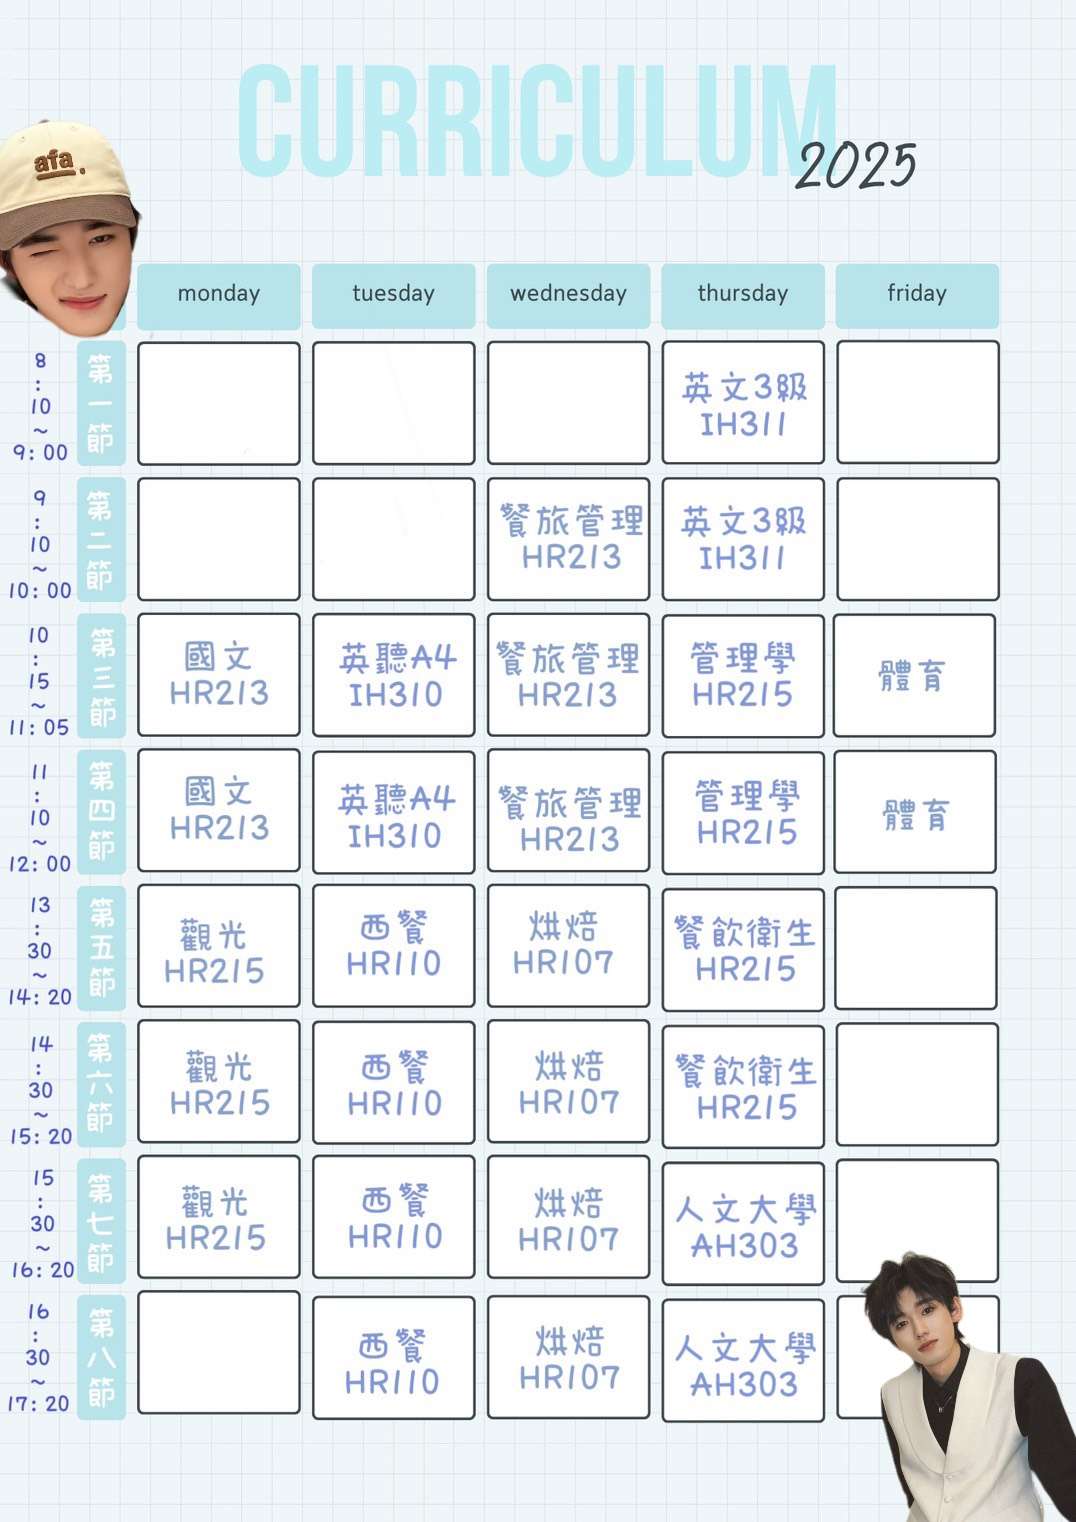 CURRICULUM
2025
afa.
monday tuesday wednesday thursday friday
8
:
10
~
9:00
第一節
英文3級
IH311
9
:
10
~
10:00
第二節
餐旅管理
HR213
英文3級
IH311
10
:
15
~
11:05
第三節
國文
HR213
英聽A4
IH310
餐旅管理
HR213
管理學
HR215
體育
11
:
10
~
12:00
第四節
國文
HR213
英聽A4
IH310
餐旅管理
HR213
管理學
HR215
體育
13
:
30
~
14:20
第五節
觀光
HR215
西餐
HR110
烘焙
HR107
餐飲衛生
HR215
14
:
30
~
15:20
第六節
觀光
HR215
西餐
HR110
烘焙
HR107
餐飲衛生
HR215
15
:
30
~
16:20
第七節
觀光
HR215
西餐
HR110
烘焙
HR107
人文大學
AH303
16
:
30
~
17:20
第八節
西餐
HR110
烘焙
HR107
人文大學
AH303